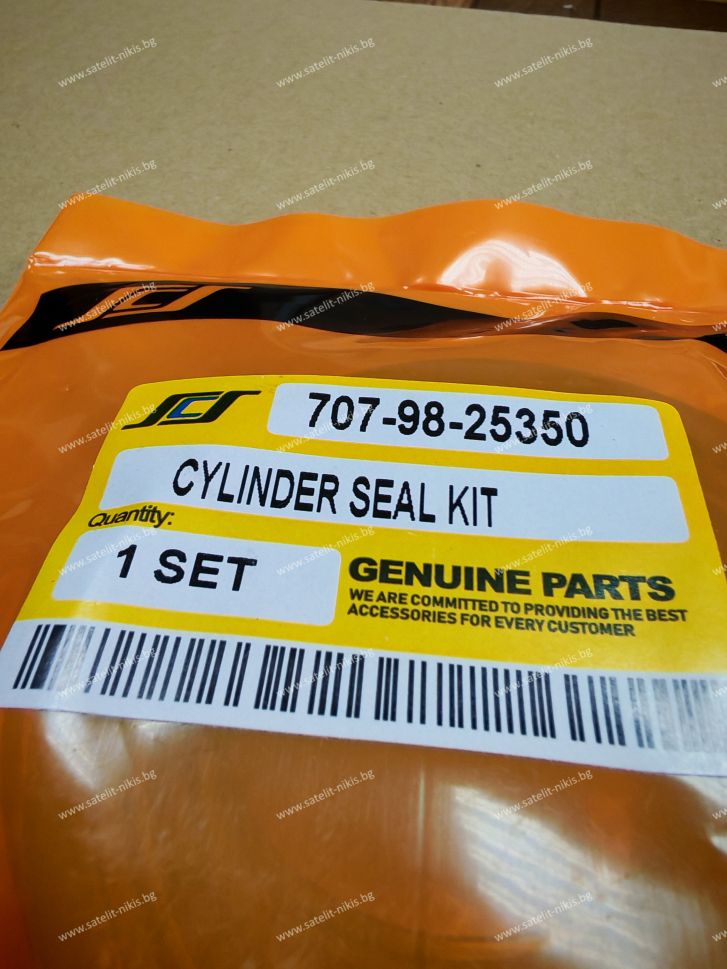 SCS
707-98-25350
CYLINDER SEAL KIT
Quantity:
1 SET
GENUINE PARTS
WE ARE COMMITTED TO PROVIDING THE BEST
ACCESSORIES FOR EVERY CUSTOMER
www.satelit-nikis.bg